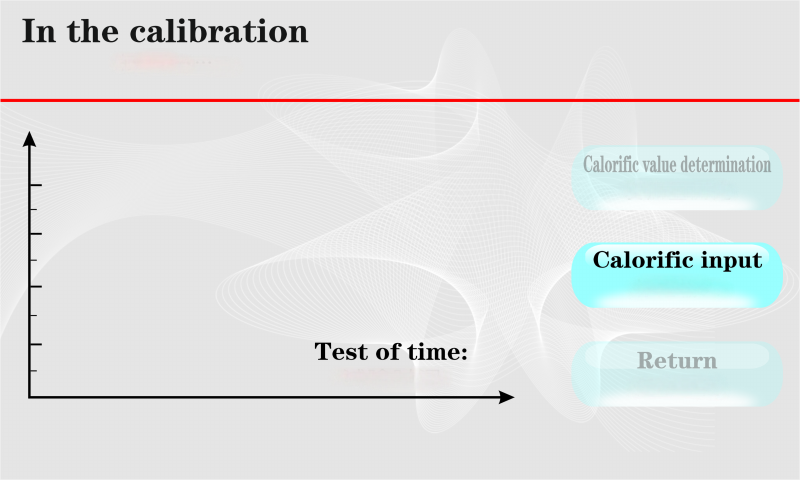 In the calibration
Calorific value determination
Calorific input
Test of time:
Return